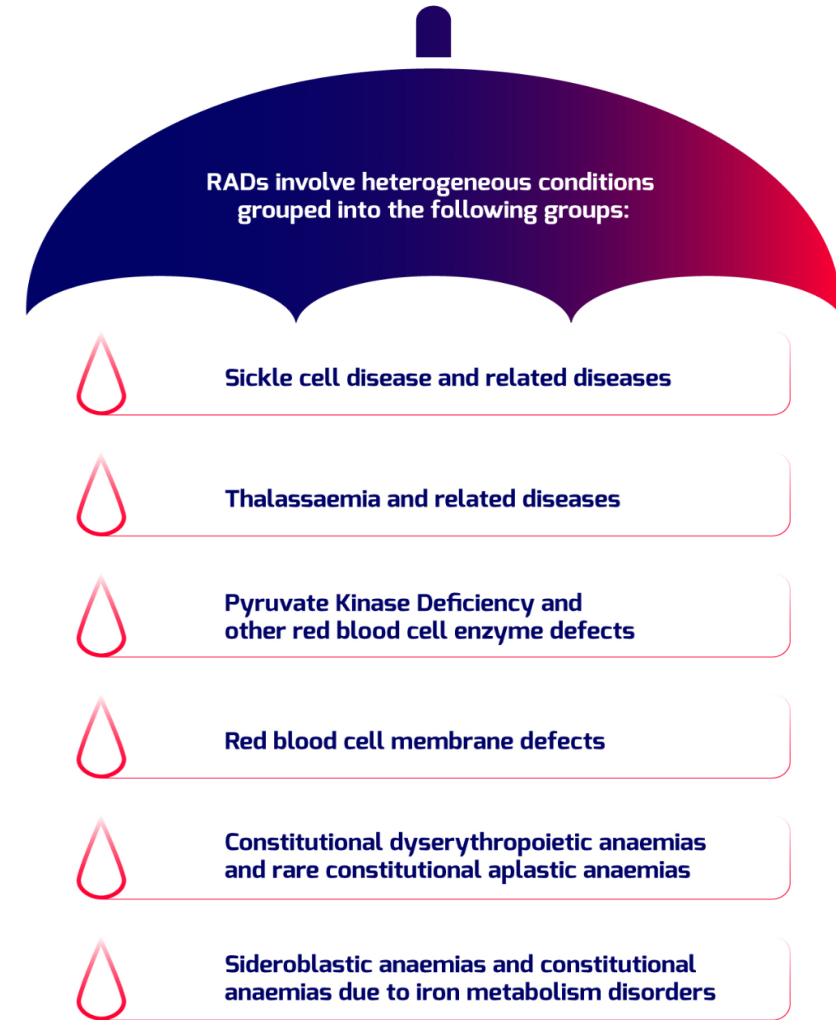 RADs involve heterogeneous conditions
grouped into the following groups:
Sickle cell disease and related diseases
Thalassaemia and related diseases
Pyruvate Kinase Deficiency and
other red blood cell enzyme defects
Red blood cell membrane defects
Constitutional dyserythropoietic anaemias
and rare constitutional aplastic anaemias
Sideroblastic anaemias and constitutional
anaemias due to iron metabolism disorders